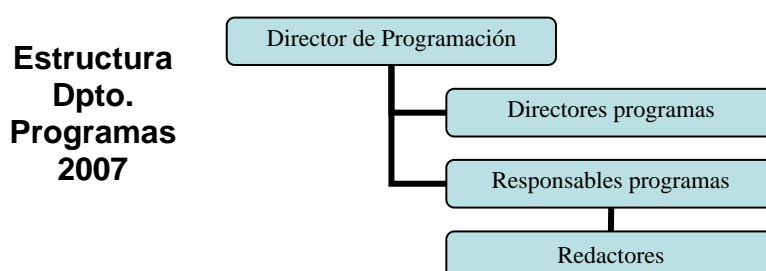 Estructura
Dpto.
Programas
2007
Director de Programación
Directores programas
Responsables programas
Redactores